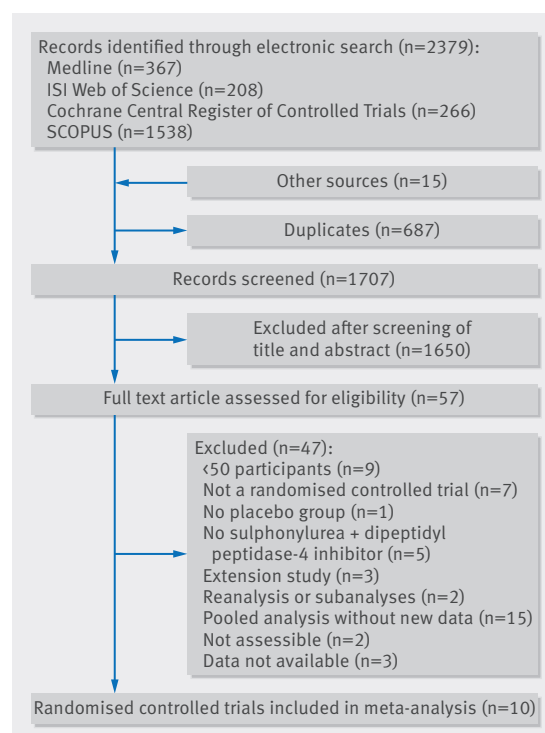 Records identified through electronic search (n=2379):
Medline (n=367)
ISI Web of Science (n=208)
Cochrane Central Register of Controlled Trials (n=266)
SCOPUS (n=1538)
Other sources (n=15)
Duplicates (n=687)
Records screened (n=1707)
Excluded after screening of
title and abstract (n=1650)
Full text article assessed for eligibility (n=57)
Excluded (n=47):
<50 participants (n=9)
Not a randomised controlled trial (n=7)
No placebo group (n=1)
No sulphonylurea + dipeptidyl
peptidase-4 inhibitor (n=5)
Extension study (n=3)
Reanalysis or subanalyses (n=2)
Pooled analysis without new data (n=15)
Not assessible (n=2)
Data not available (n=3)
Randomised controlled trials included in meta-analysis (n=10)